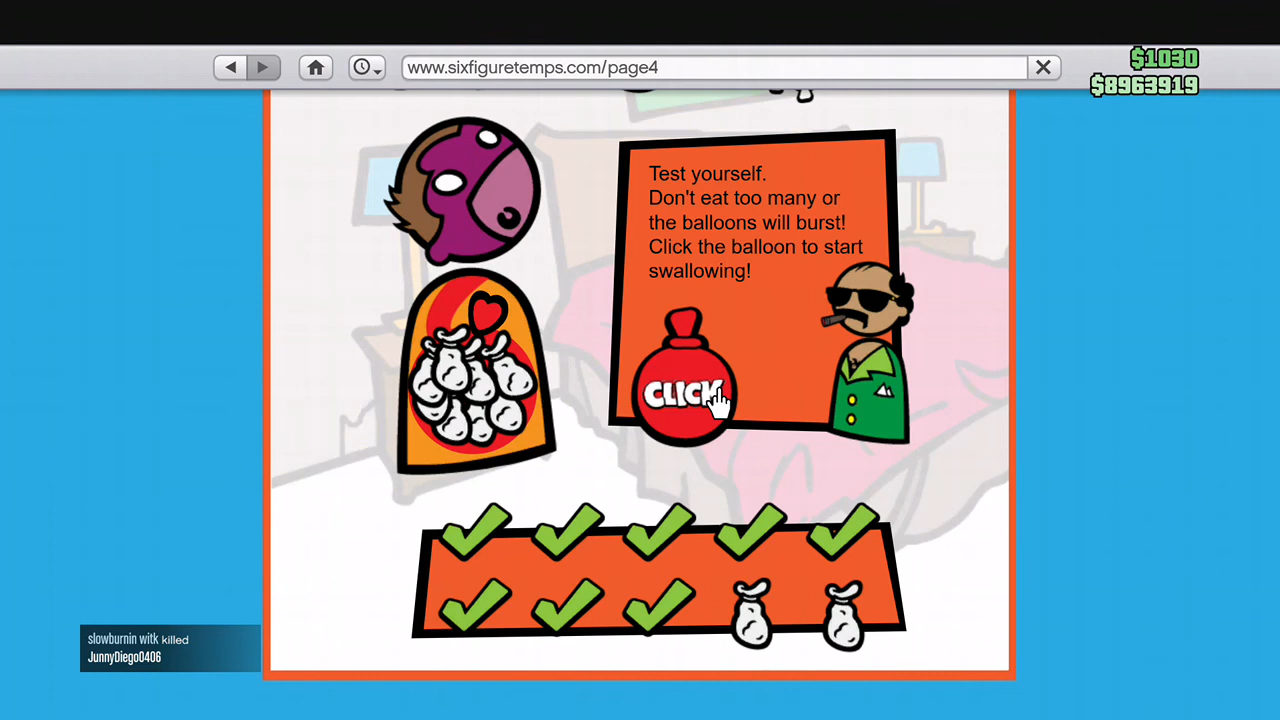 www.sixfiguretemps.com/page4
$1030
$8963919
Test yourself.
Don't eat too many or
the balloons will burst!
Click the balloon to start
swallowing!
CLICK
slowburnin witk killed
JunnyDiego0406